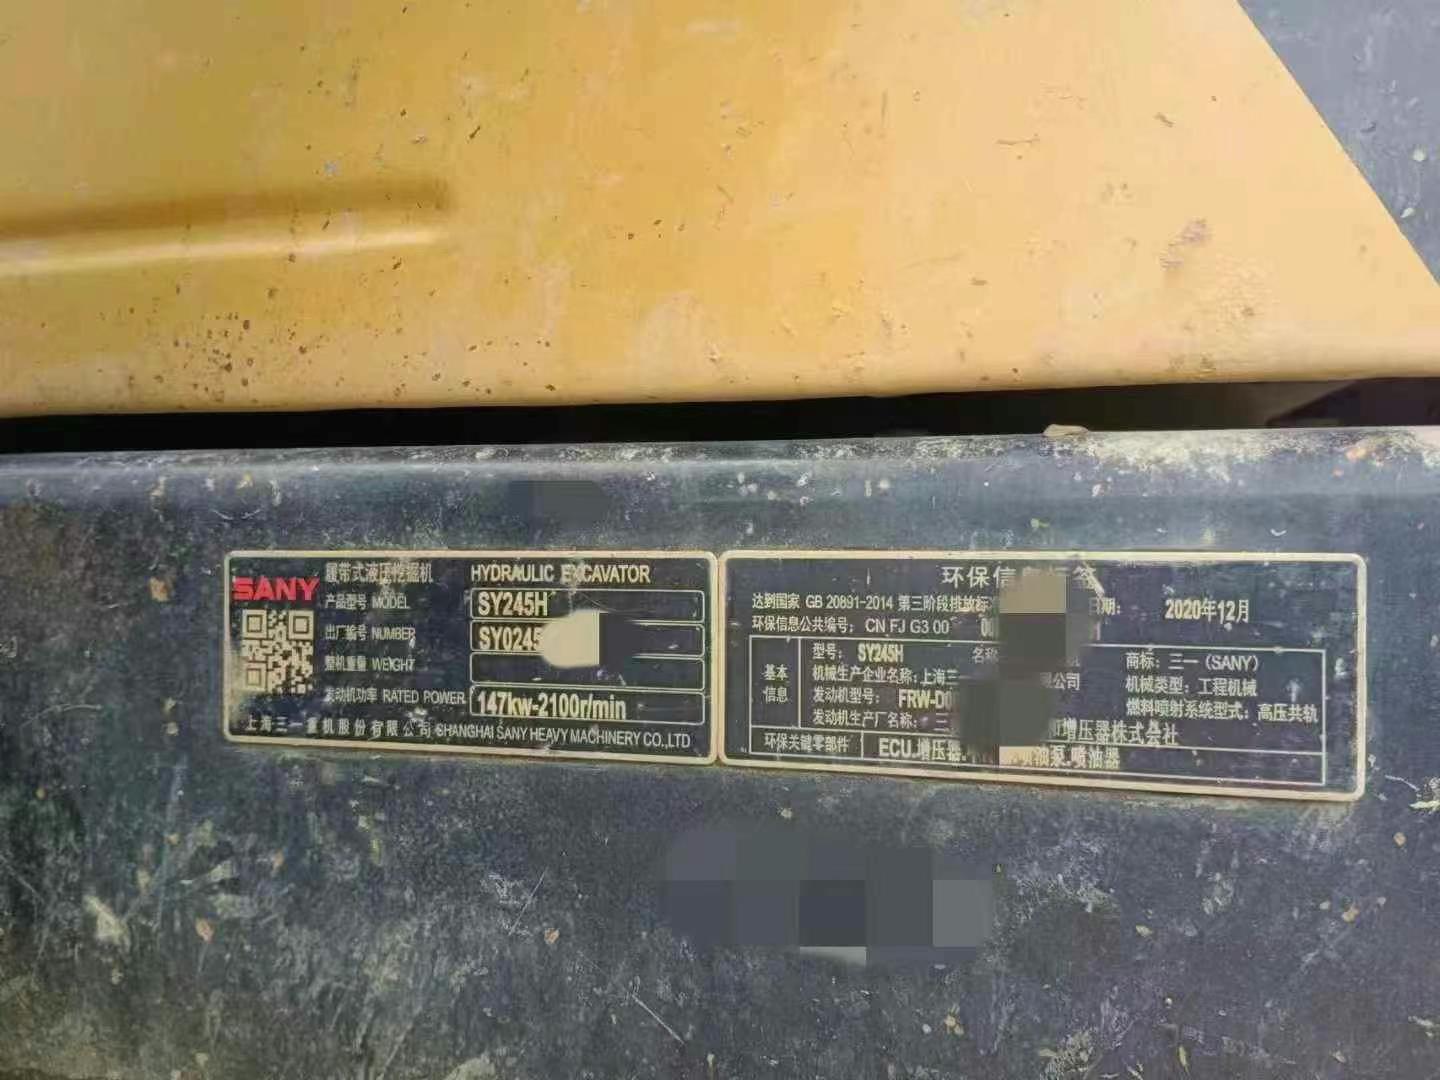 SANY
履带式液压挖掘机 HYDRAULIC EXCAVATOR
产品型号 MODEL SY245H
出厂编号 NUMBER SY0245
整机重量 WEIGHT
发动机功率 RATED POWER 147kw-2100r/min
上海三一重机股份有限公司 SHANGHAI SANY HEAVY MACHINERY CO.,LTD
环保信息标签
达到国家 GB 20891-2014 第三阶段排放标准 日期: 2020年12月
环保信息公共编号: CN FJ G3 00
基本信息
型号: SY245H 名称 商标: 三一 (SANY)
机械生产企业名称: 上海三一 限公司 机械类型: 工程机械
发动机型号: FRW-D0 燃料喷射系统型式: 高压共轨
发动机生产厂名称: 三 增压器株式会社
环保关键零部件 ECU.增压器. 喷油泵.喷油器